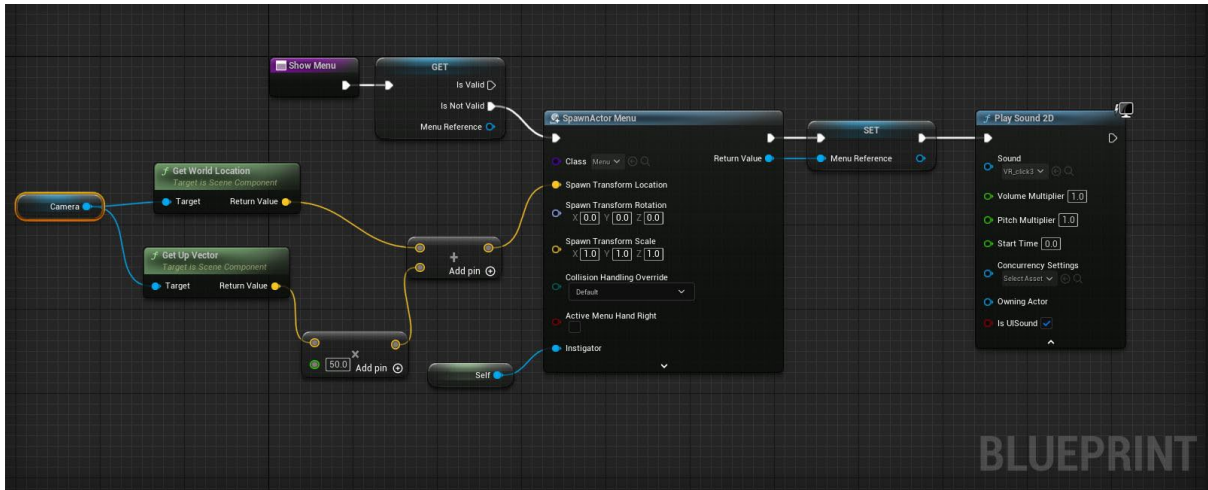 Show Menu
GET
Is Valid
Is Not Valid
Menu Reference
SpawnActor Menu
Class Menu
Return Value
Spawn Transform Location
Spawn Transform Rotation
X 0.0 Y 0.0 Z 0.0
Spawn Transform Scale
X 1.0 Y 1.0 Z 1.0
Collision Handling Override
Default
Active Menu Hand Right
Instigator
SET
Menu Reference
f Play Sound 2D
Sound
VR_click3
Volume Multiplier 1.0
Pitch Multiplier 1.0
Start Time 0.0
Concurrency Settings
Select Asset
Owning Actor
Is UISound
Camera
f Get World Location
Target is Scene Component
Target Return Value
f Get Up Vector
Target is Scene Component
Target Return Value
+
Add pin
×
50.0 Add pin
Self
BLUEPRINT